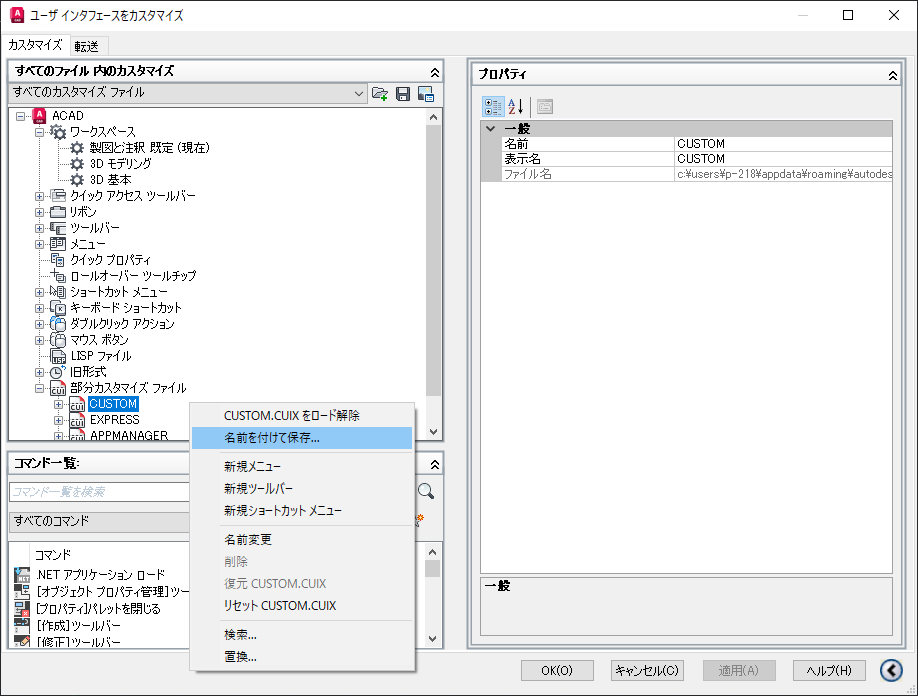 ユーザ インタフェースをカスタマイズ
カスタマイズ
転送
すべてのファイル 内のカスタマイズ
すべてのカスタマイズ ファイル
ACAD
ワークスペース
製図と注釈 既定 (現在)
3D モデリング
3D 基本
クイック アクセス ツールバー
リボン
ツールバー
メニュー
クイック プロパティ
ロールオーバー ツールチップ
ショートカット メニュー
キーボード ショートカット
ダブルクリック アクション
マウス ボタン
LISP ファイル
旧形式
部分カスタマイズ ファイル
CUSTOM
EXPRESS
APPMANAGER
CUSTOM.CUIX をロード解除
名前を付けて保存...
新規メニュー
新規ツールバー
新規ショートカット メニュー
名前変更
削除
復元 CUSTOM.CUIX
リセット CUSTOM.CUIX
検索...
置換...
コマンド一覧:
コマンド一覧を検索
すべてのコマンド
コマンド
.NET アプリケーション ロード
[オブジェクト プロパティ管理]ツー
[プロパティ]パレットを閉じる
[作成]ツールバー
[修正]ツールバー
プロパティ
一般
名前 CUSTOM
表示名 CUSTOM
ファイル名 c:¥users¥p-218¥appdata¥roaming¥autodes
一般
OK(O)
キャンセル(C)
適用(A)
ヘルプ(H)